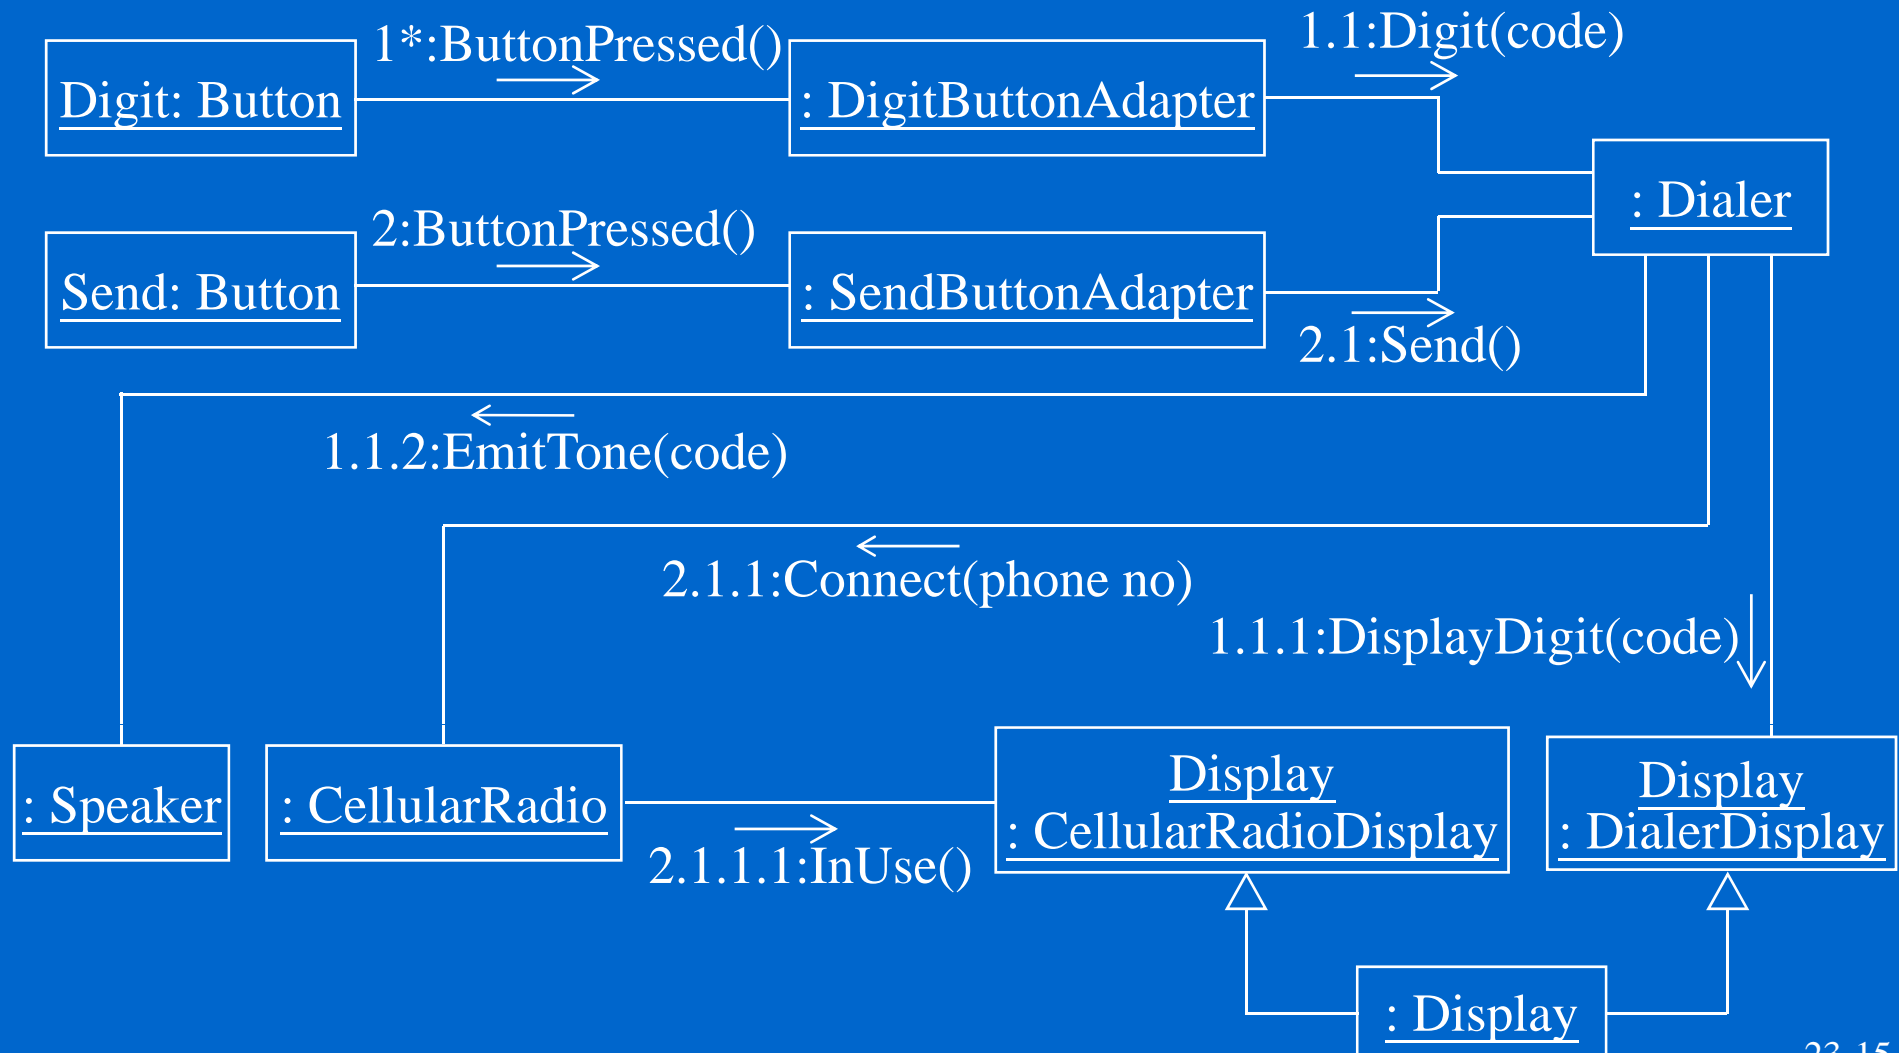 1*:ButtonPressed()
1.1:Digit(code)
Digit: Button
: DigitButtonAdapter
: Dialer
2:ButtonPressed()
Send: Button
: SendButtonAdapter
2.1:Send()
1.1.2:EmitTone(code)
2.1.1:Connect(phone no)
1.1.1:DisplayDigit(code)
: Speaker
: CellularRadio
Display
: CellularRadioDisplay
Display
: DialerDisplay
2.1.1.1:InUse()
: Display
23-15